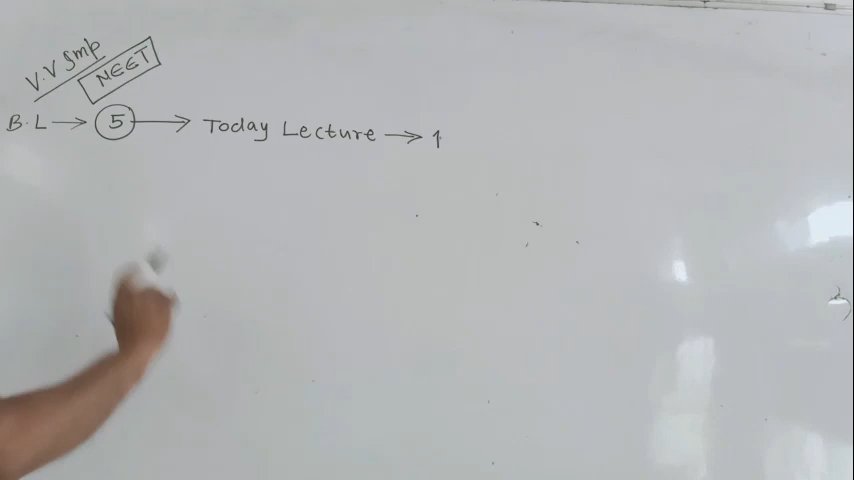 V.V Imp
NEET
B.L → 5 → Today Lecture → 1